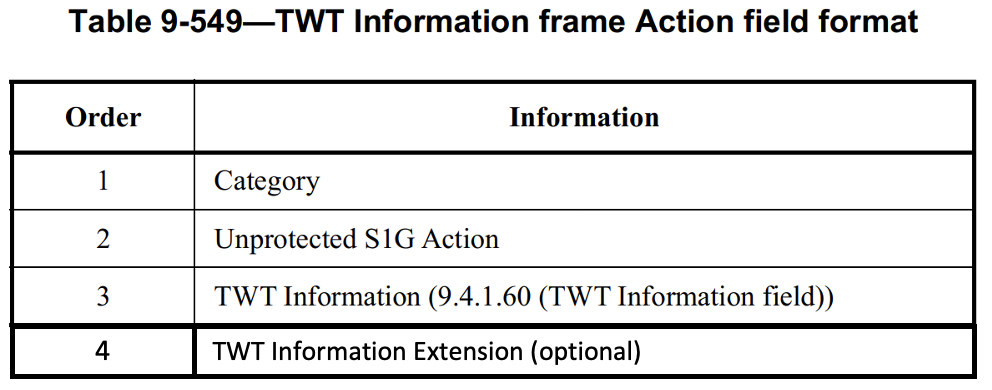 Table 9-549—TWT Information frame Action field format
Order Information
1 Category
2 Unprotected S1G Action
3 TWT Information (9.4.1.60 (TWT Information field))
4 TWT Information Extension (optional)